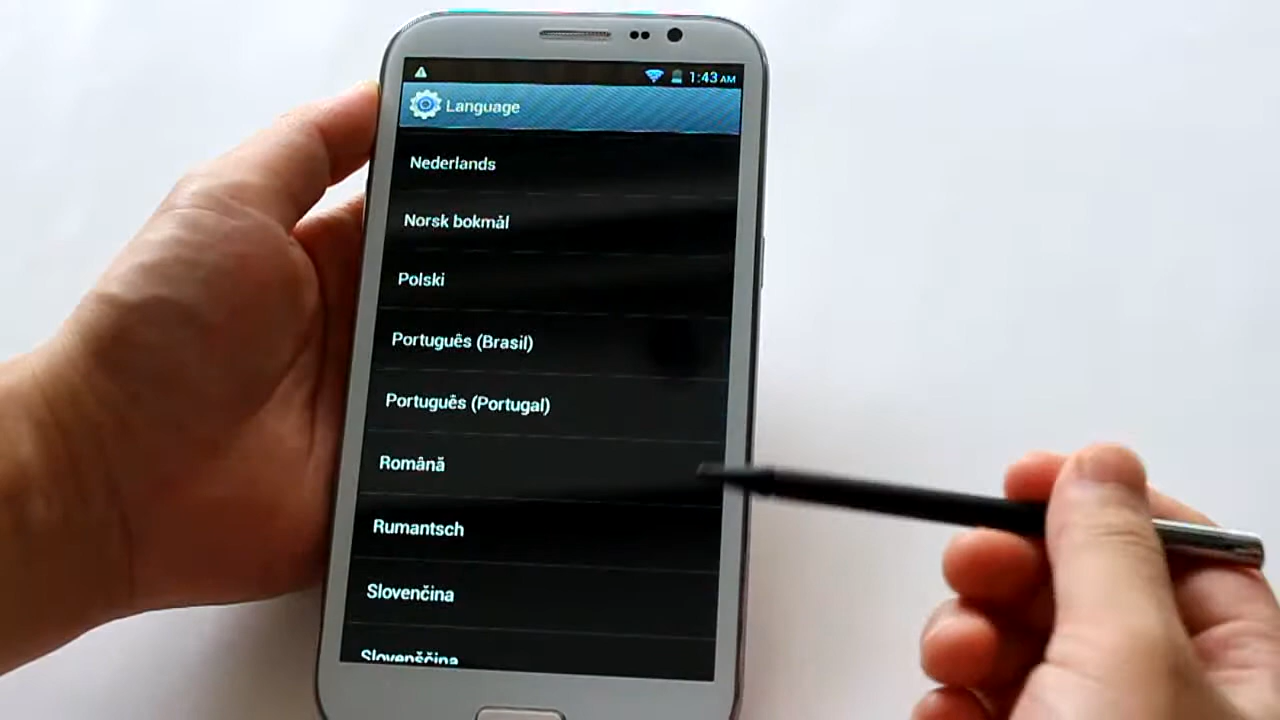 1:43 AM
Language
Nederlands
Norsk bokmål
Polski
Português (Brasil)
Português (Portugal)
Română
Rumantsch
Slovenčina
Slovenščina